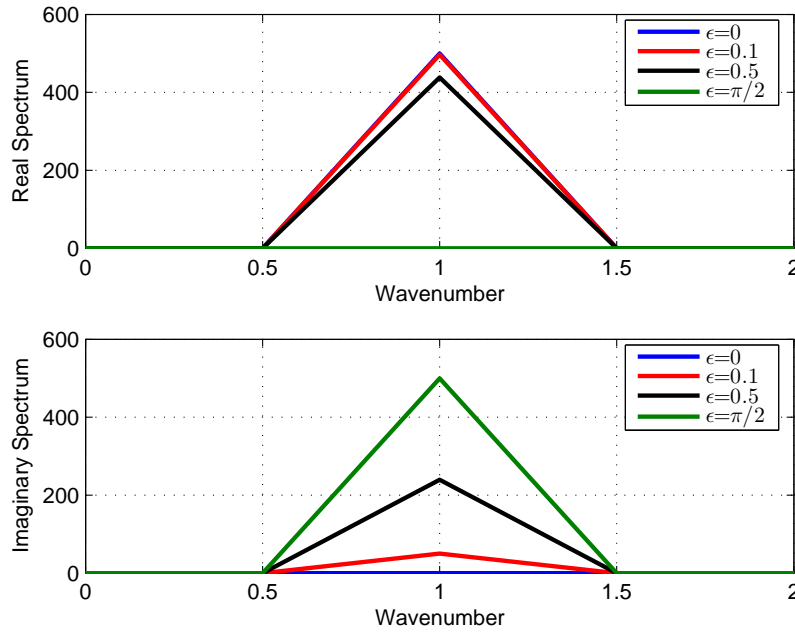 600
400
200
0
0
0.5
1
1.5
2
Real Spectrum
Wavenumber
ϵ=0
ϵ=0.1
ϵ=0.5
ϵ=π/2
600
400
200
0
0
0.5
1
1.5
2
Imaginary Spectrum
Wavenumber
ϵ=0
ϵ=0.1
ϵ=0.5
ϵ=π/2